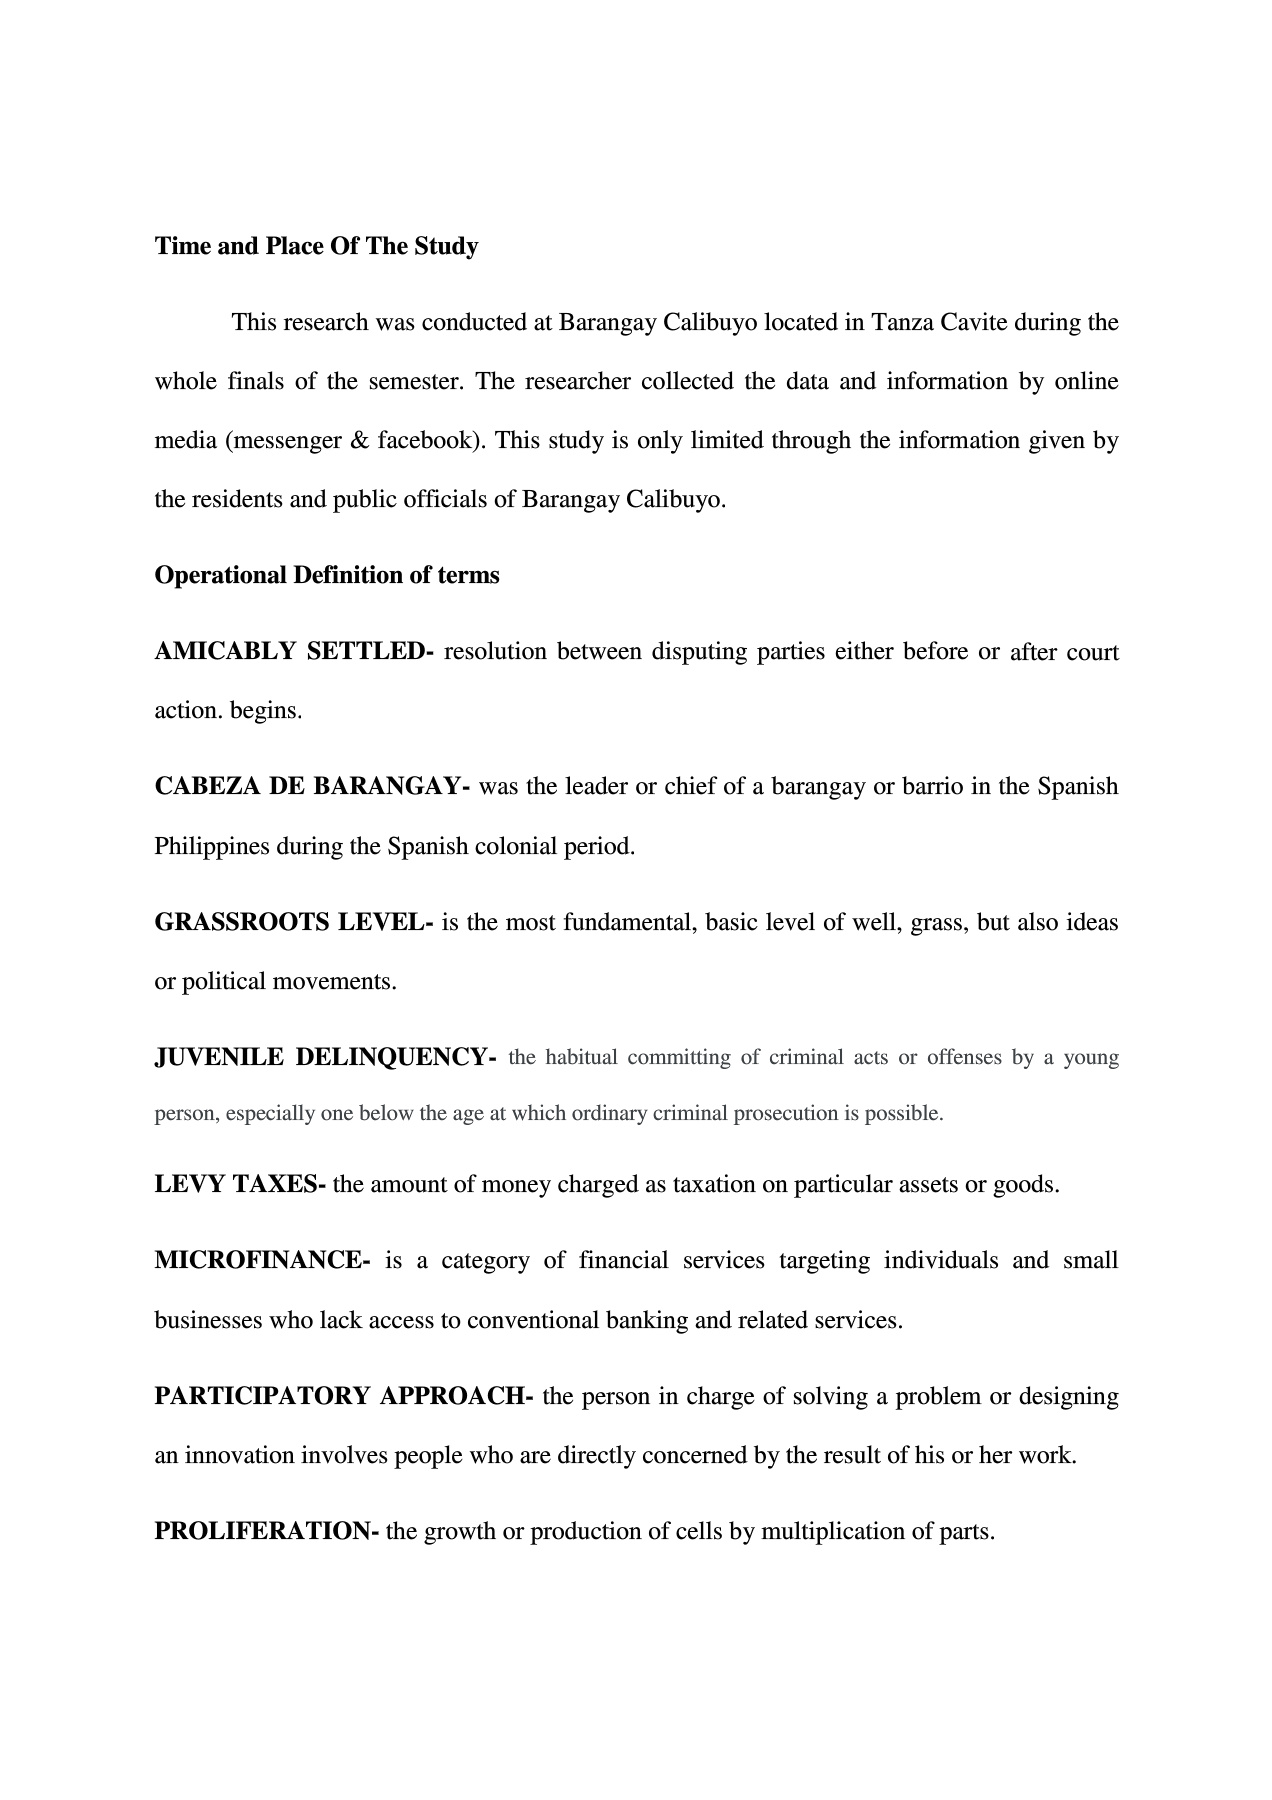 Time and Place Of The Study
This research was conducted at Barangay Calibuyo located in Tanza Cavite during the
whole finals of the semester. The researcher collected the data and information by online
media (messenger & facebook). This study is only limited through the information given by
the residents and public officials of Barangay Calibuyo.
Operational Definition of terms
AMICABLY SETTLED- resolution between disputing parties either before or after court
action. begins.
CABEZA DE BARANGAY- was the leader or chief of a barangay or barrio in the Spanish
Philippines during the Spanish colonial period.
GRASSROOTS LEVEL- is the most fundamental, basic level of well, grass, but also ideas
or political movements.
JUVENILE DELINQUENCY- the habitual committing of criminal acts or offenses by a young
person, especially one below the age at which ordinary criminal prosecution is possible.
LEVY TAXES- the amount of money charged as taxation on particular assets or goods.
MICROFINANCE- is a category of financial services targeting individuals and small
businesses who lack access to conventional banking and related services.
PARTICIPATORY APPROACH- the person in charge of solving a problem or designing
an innovation involves people who are directly concerned by the result of his or her work.
PROLIFERATION- the growth or production of cells by multiplication of parts.